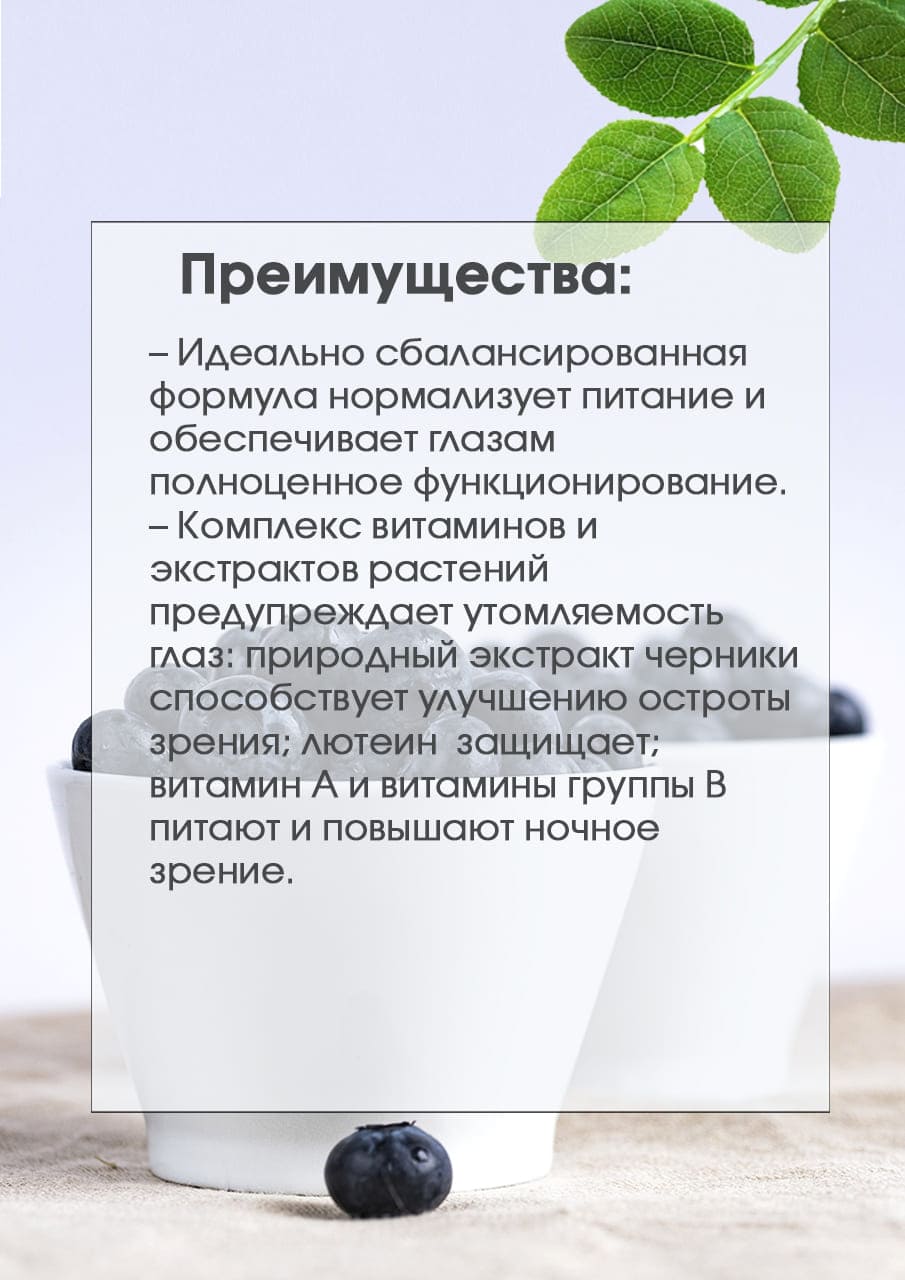 Преимущества:
– Идеально сбалансированная
формула нормализует питание и
обеспечивает глазам
полноценное функционирование.
– Комплекс витаминов и
экстрактов растений
предупреждает утомляемость
глаз: природный экстракт черники
способствует улучшению остроты
зрения; лютеин  защищает;
витамин А и витамины группы В
питают и повышают ночное
зрение.